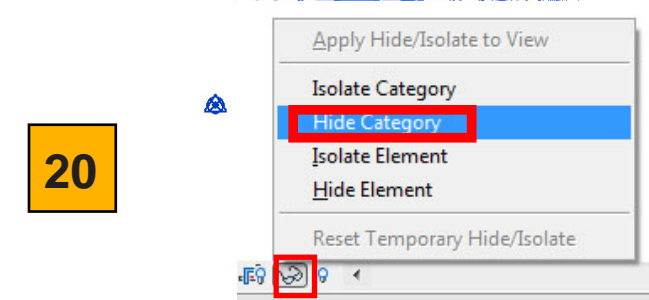 Apply Hide/Isolate to View
Isolate Category
Hide Category
20
Isolate Element
Hide Element
Reset Temporary Hide/Isolate